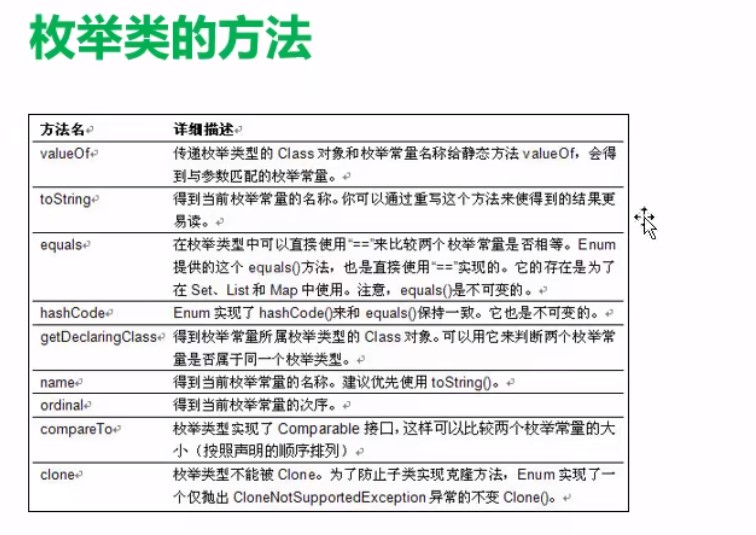 枚举类的方法
方法名 详细描述
valueOf 传递枚举类型的 Class 对象和枚举常量名称给静态方法 valueOf，会得
到与参数匹配的枚举常量。
toString 得到当前枚举常量的名称。你可以通过重写这个方法来使得到的结果更
易读。
equals 在枚举类型中可以直接使用“==”来比较两个枚举常量是否相等。Enum
提供的这个 equals()方法，也是直接使用“==”实现的。它的存在是为了
在 Set、List 和 Map 中使用。注意，equals()是不可变的。
hashCode Enum 实现了 hashCode()来和 equals()保持一致。它也是不可变的。
getDeclaringClass 得到枚举常量所属枚举类型的 Class 对象。可以用它来判断两个枚举常
量是否属于同一个枚举类型。
name 得到当前枚举常量的名称。建议优先使用 toString()。
ordinal 得到当前枚举常量的次序。
compareTo 枚举类型实现了 Comparable 接口，这样可以比较两个枚举常量的大
小（按照声明的顺序排列）
clone 枚举类型不能被 Clone。为了防止子类实现克隆方法，Enum 实现了一
个仅抛出 CloneNotSupportedException 异常的不变 Clone()。